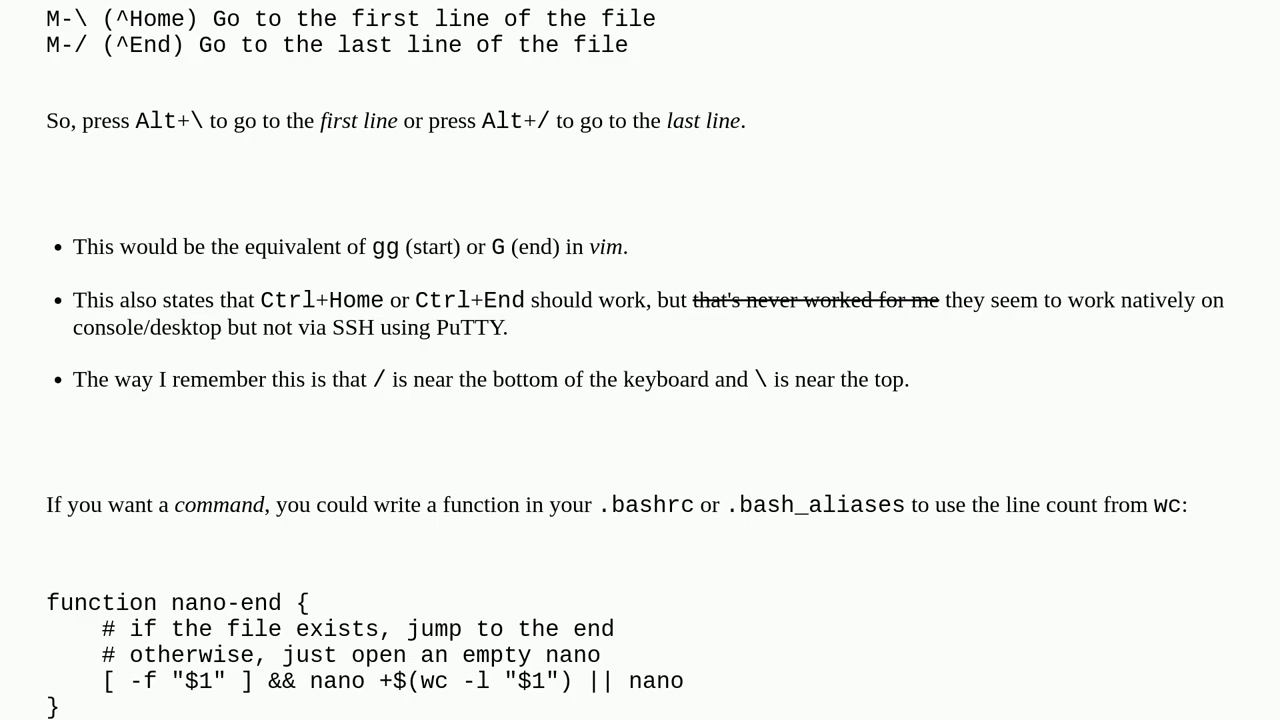 M-\ (^Home) Go to the first line of the file
M-/ (^End) Go to the last line of the file
So, press Alt+\ to go to the first line or press Alt+/ to go to the last line.
• This would be the equivalent of gg (start) or G (end) in vim.
• This also states that Ctrl+Home or Ctrl+End should work, but that's never worked for me they seem to work natively on
console/desktop but not via SSH using PuTTY.
• The way I remember this is that / is near the bottom of the keyboard and \ is near the top.
If you want a command, you could write a function in your .bashrc or .bash_aliases to use the line count from wc:
function nano-end {
    # if the file exists, jump to the end
    # otherwise, just open an empty nano
    [ -f "$1" ] && nano +$(wc -l "$1") || nano
}